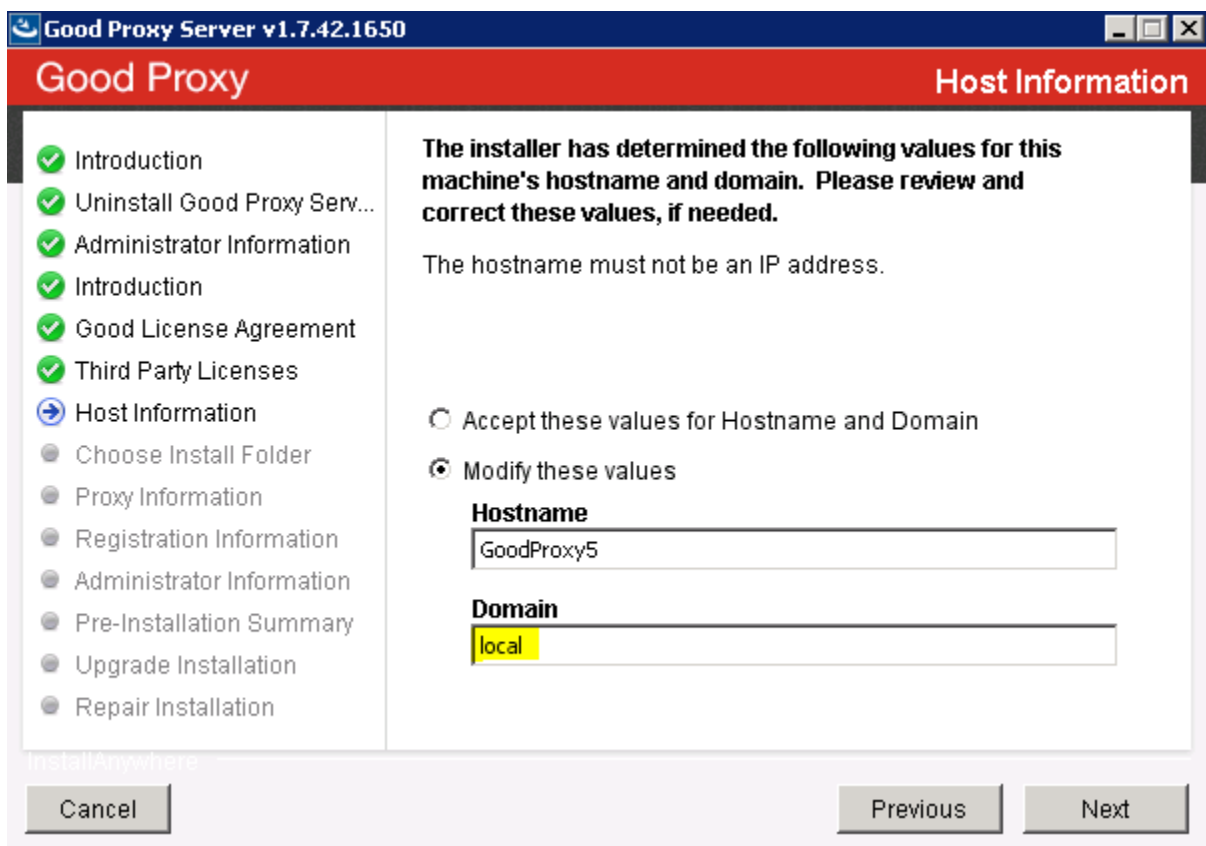 Good Proxy Server v1.7.42.1650
Good Proxy
Host Information
Introduction
Uninstall Good Proxy Serv...
Administrator Information
Introduction
Good License Agreement
Third Party Licenses
Host Information
Choose Install Folder
Proxy Information
Registration Information
Administrator Information
Pre-Installation Summary
Upgrade Installation
Repair Installation
The installer has determined the following values for this
machine's hostname and domain. Please review and
correct these values, if needed.
The hostname must not be an IP address.
Accept these values for Hostname and Domain
Modify these values
Hostname
GoodProxy5
Domain
local
InstallAnywhere
Cancel
Previous
Next